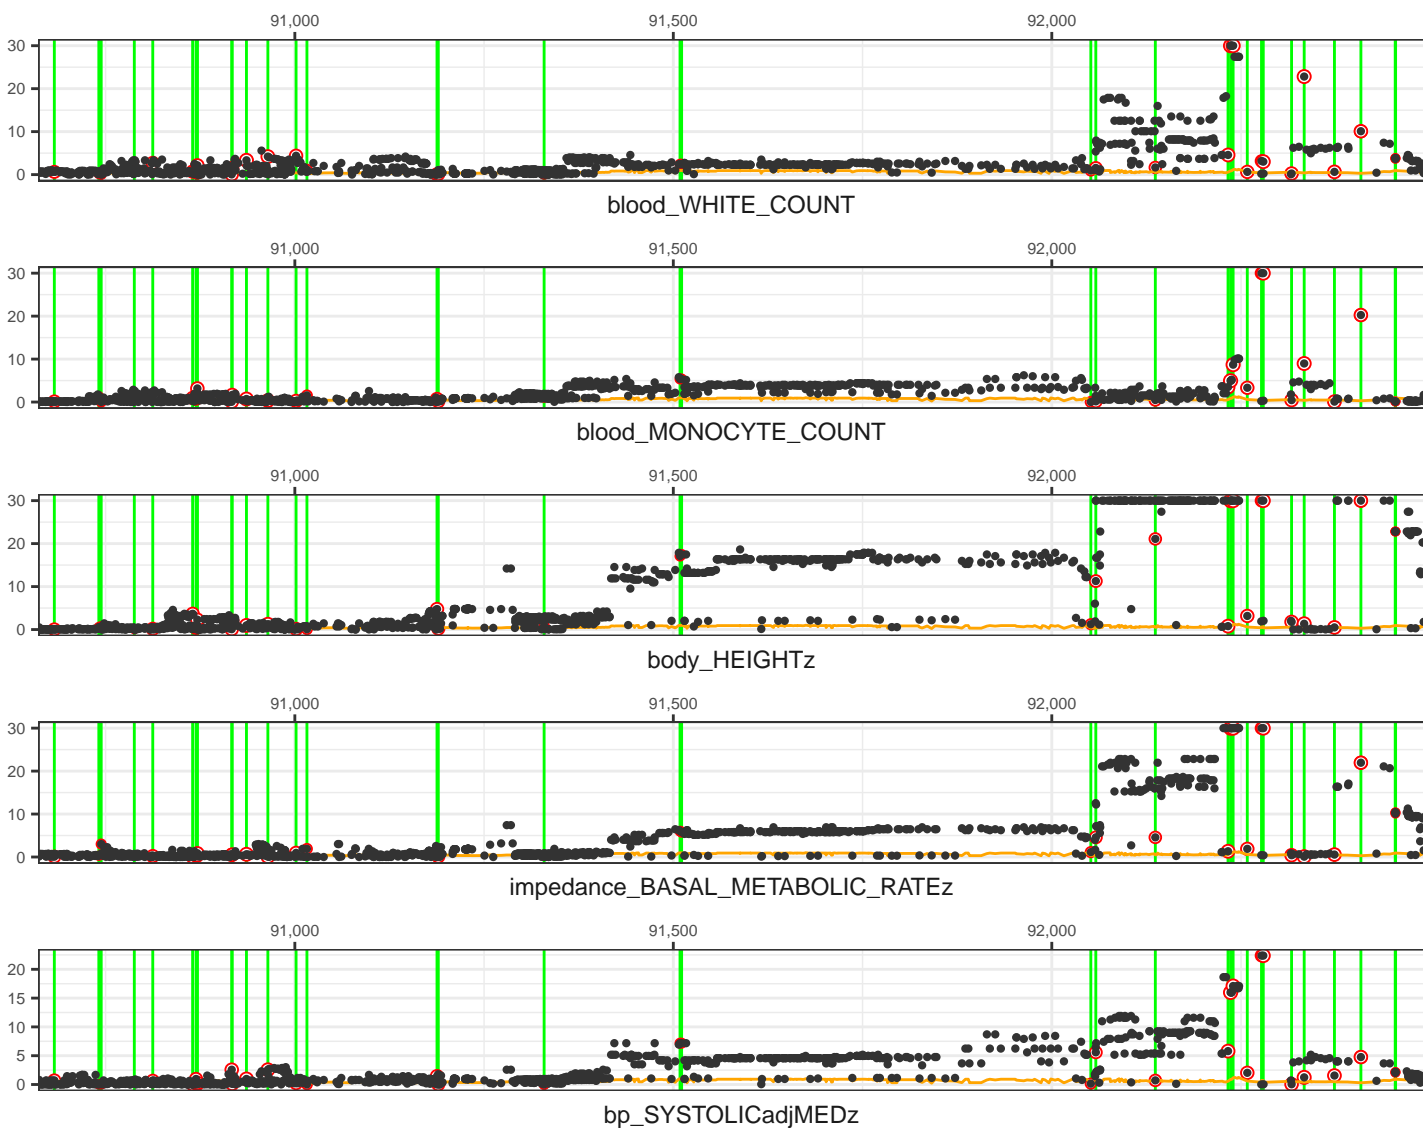 91,000 91,500 92,000
30
20
10
0
blood_WHITE_COUNT
91,000 91,500 92,000
30
20
10
0
blood_MONOCYTE_COUNT
91,000 91,500 92,000
30
20
10
0
body_HEIGHTz
91,000 91,500 92,000
30
20
10
0
impedance_BASAL_METABOLIC_RATEz
91,000 91,500 92,000
20
15
10
5
0
bp_SYSTOLICadjMEDz